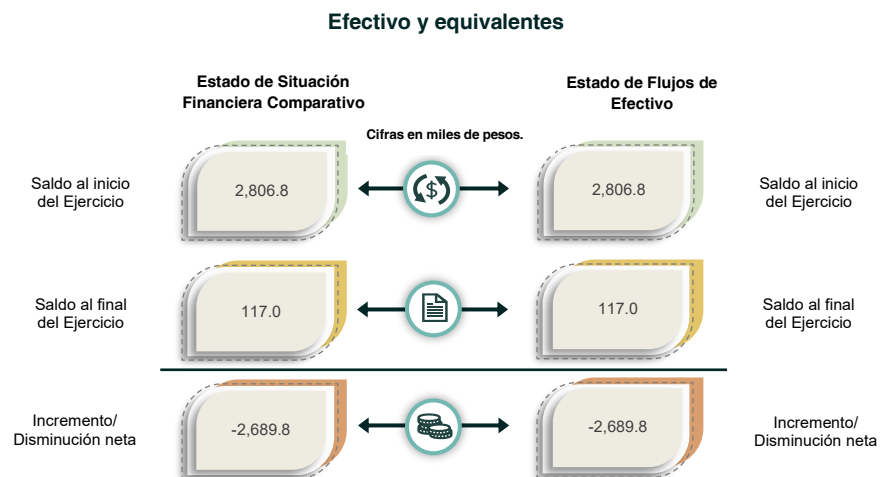 Efectivo y equivalentes
Estado de Situación
Financiera Comparativo
Estado de Flujos de
Efectivo
Cifras en miles de pesos.
Saldo al inicio
del Ejercicio
2,806.8
$
2,806.8
Saldo al inicio
del Ejercicio
Saldo al final
del Ejercicio
117.0
117.0
Saldo al final
del Ejercicio
Incremento/
Disminución neta
-2,689.8
-2,689.8
Incremento/
Disminución neta